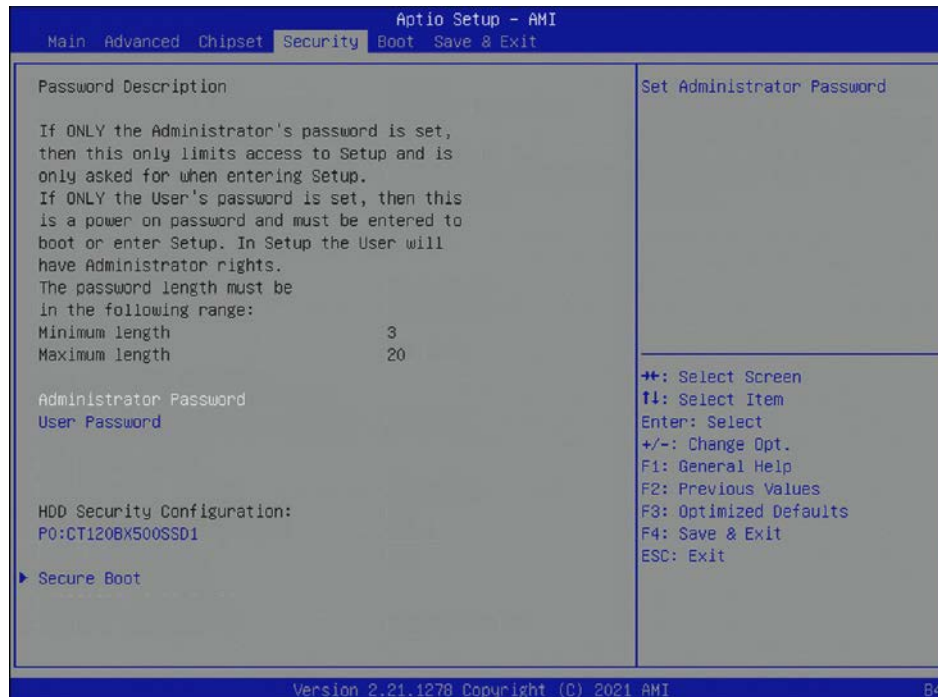 Aptio Setup - AMI
Main Advanced Chipset Security Boot Save & Exit
Password Description
If ONLY the Administrator's password is set,
then this only limits access to Setup and is
only asked for when entering Setup.
If ONLY the User's password is set, then this
is a power on password and must be entered to
boot or enter Setup. In Setup the User will
have Administrator rights.
The password length must be
in the following range:
Minimum length 3
Maximum length 20
Administrator Password
User Password
HDD Security Configuration:
P0:CT120BX500SSD1
Secure Boot
Set Administrator Password
→←: Select Screen
↑↓: Select Item
Enter: Select
+/-: Change Opt.
F1: General Help
F2: Previous Values
F3: Optimized Defaults
F4: Save & Exit
ESC: Exit
Version 2.21.1278 Copyright (C) 2021 AMI